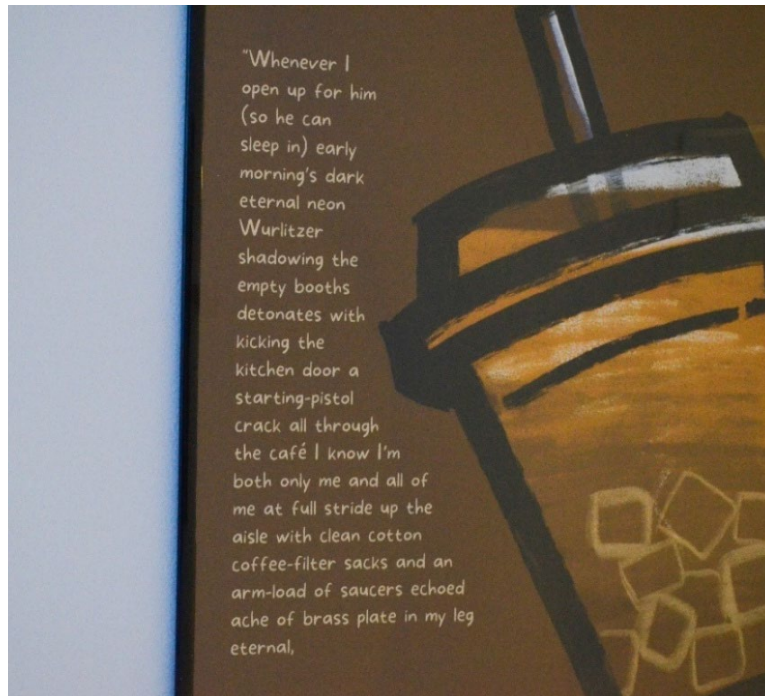 "Whenever I
open up for him
(so he can
sleep in) early
morning's dark
eternal neon
Wurlitzer
shadowing the
empty booths
detonates with
kicking the
kitchen door a
starting-pistol
crack all through
the café I know I'm
both only me and all of
me at full stride up the
aisle with clean cotton
coffee-filter sacks and an
arm-load of saucers echoed
ache of brass plate in my leg
eternal,